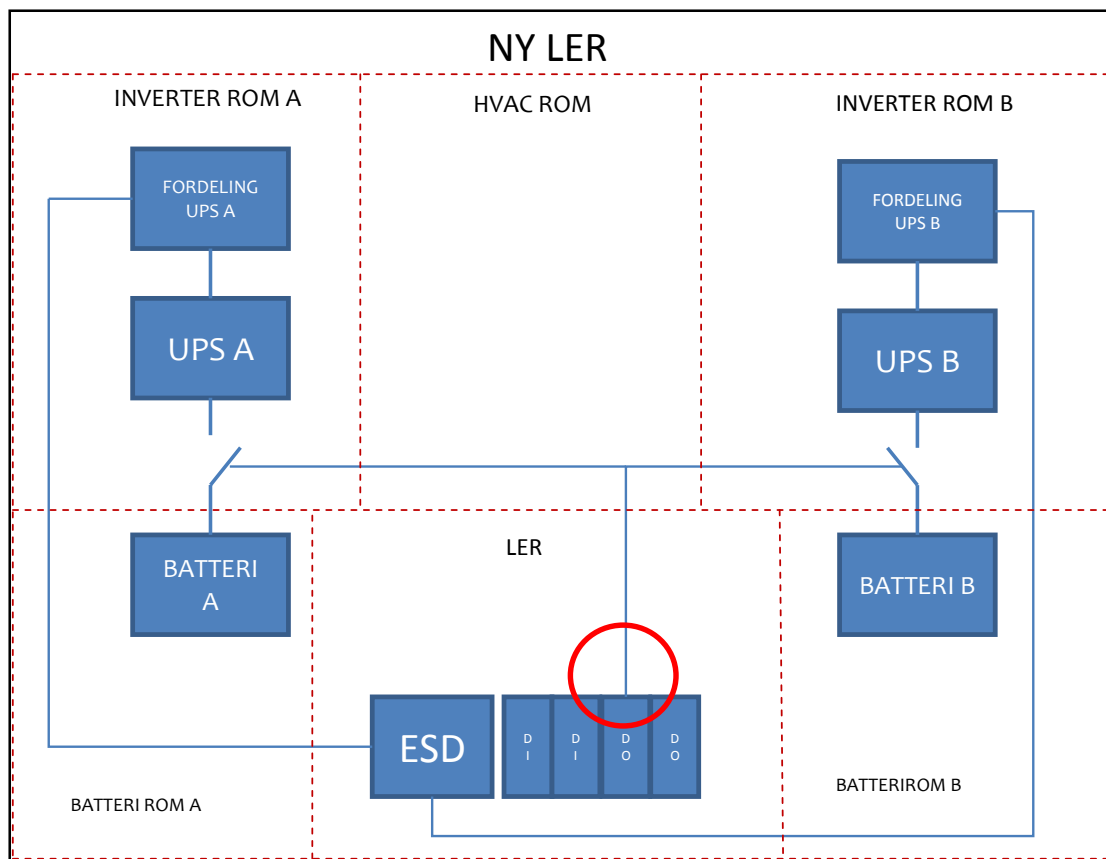 NY LER
INVERTER ROM A
HVAC ROM
INVERTER ROM B
FORDELING
UPS A
FORDELING
UPS B
UPS A
UPS B
LER
BATTERI
A
BATTERI B
ESD
D
I
D
I
D
O
D
O
BATTERI ROM A
BATTERIROM B